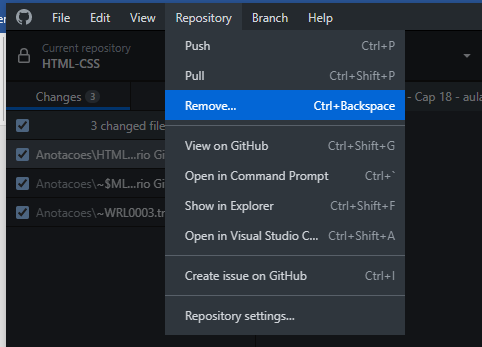 File Edit View Repository Branch Help
Current repository
HTML-CSS
Push Ctrl+P
Pull Ctrl+Shift+P
Remove... Ctrl+Backspace
View on GitHub Ctrl+Shift+G
Open in Command Prompt Ctrl+`
Show in Explorer Ctrl+Shift+F
Open in Visual Studio C... Ctrl+Shift+A
Create issue on GitHub Ctrl+I
Repository settings...
Changes 3
- Cap 18 - aula
3 changed file
Anotacoes\HTML...rio Gi
Anotacoes\~$ML...rio Gi
Anotacoes\~WRL0003.t